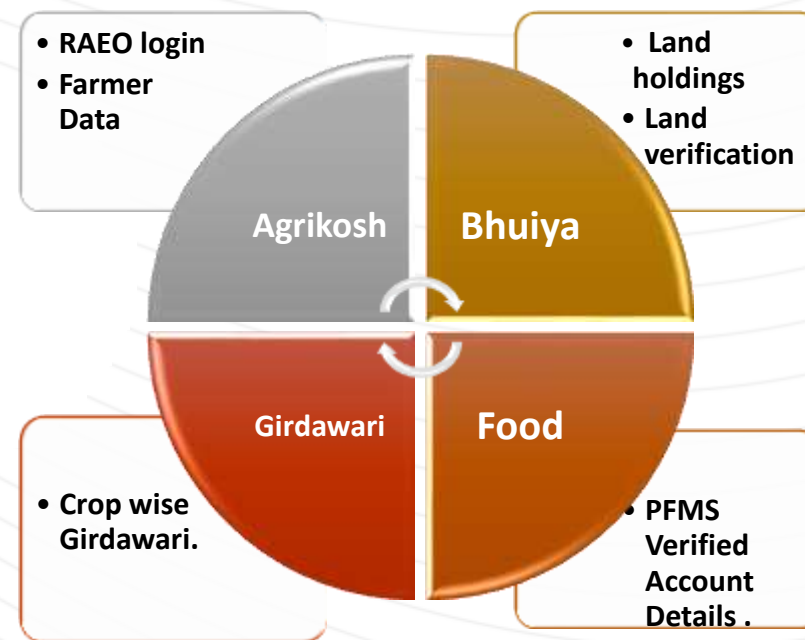 • RAEO login
• Farmer
Data
• Land
holdings
• Land
verification
Agrikosh
Bhuiya
Girdawari
Food
• Crop wise
Girdawari.
• PFMS
Verified
Account
Details .